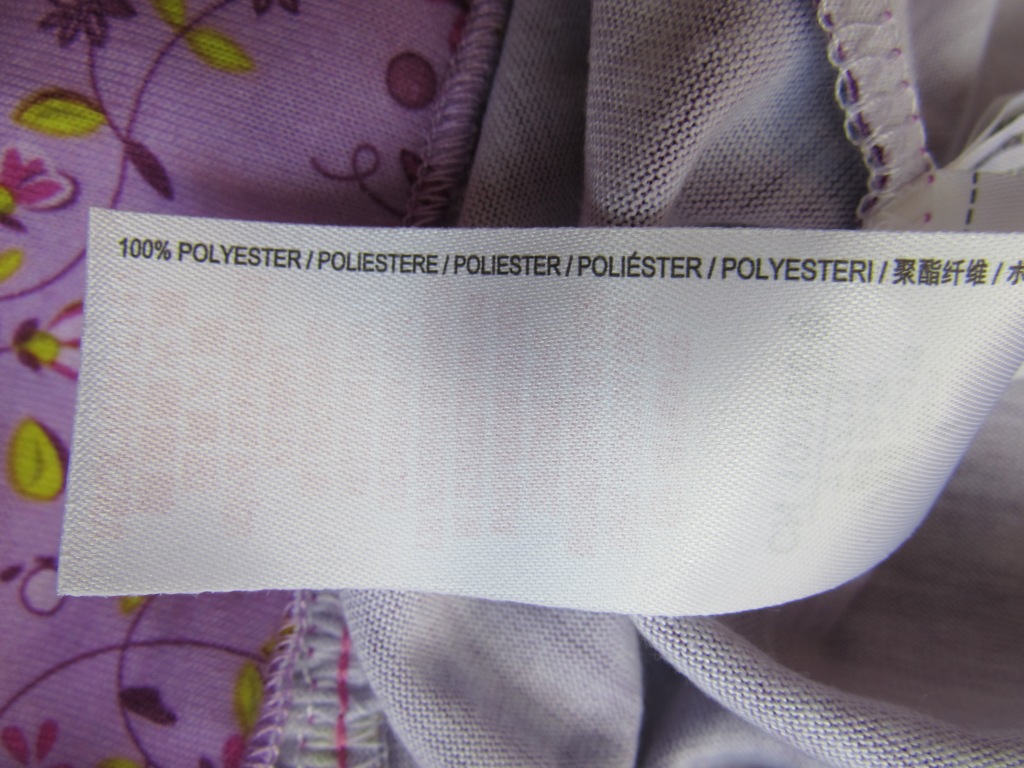 100% POLYESTER / POLIESTERE / POLIESTER / POLIÉSTER / POLYESTERI / 聚酯纤维 /